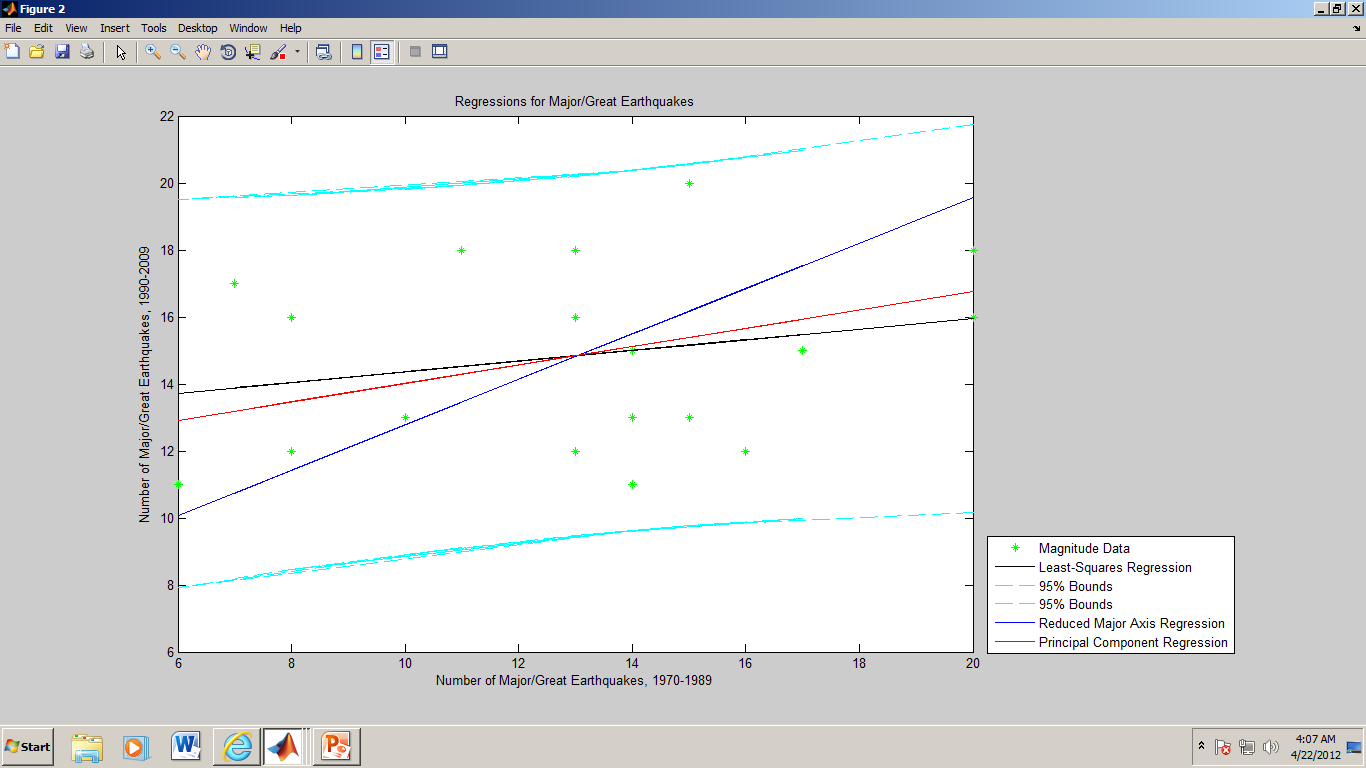 Figure 2
File Edit View Insert Tools Desktop Window Help
Regressions for Major/Great Earthquakes
22
20
18
16
14
12
10
8
6
Number of Major/Great Earthquakes, 1990-2009
6 8 10 12 14 16 18 20
Number of Major/Great Earthquakes, 1970-1989
Magnitude Data
Least-Squares Regression
95% Bounds
95% Bounds
Reduced Major Axis Regression
Principal Component Regression
Start
4:07 AM
4/22/2012